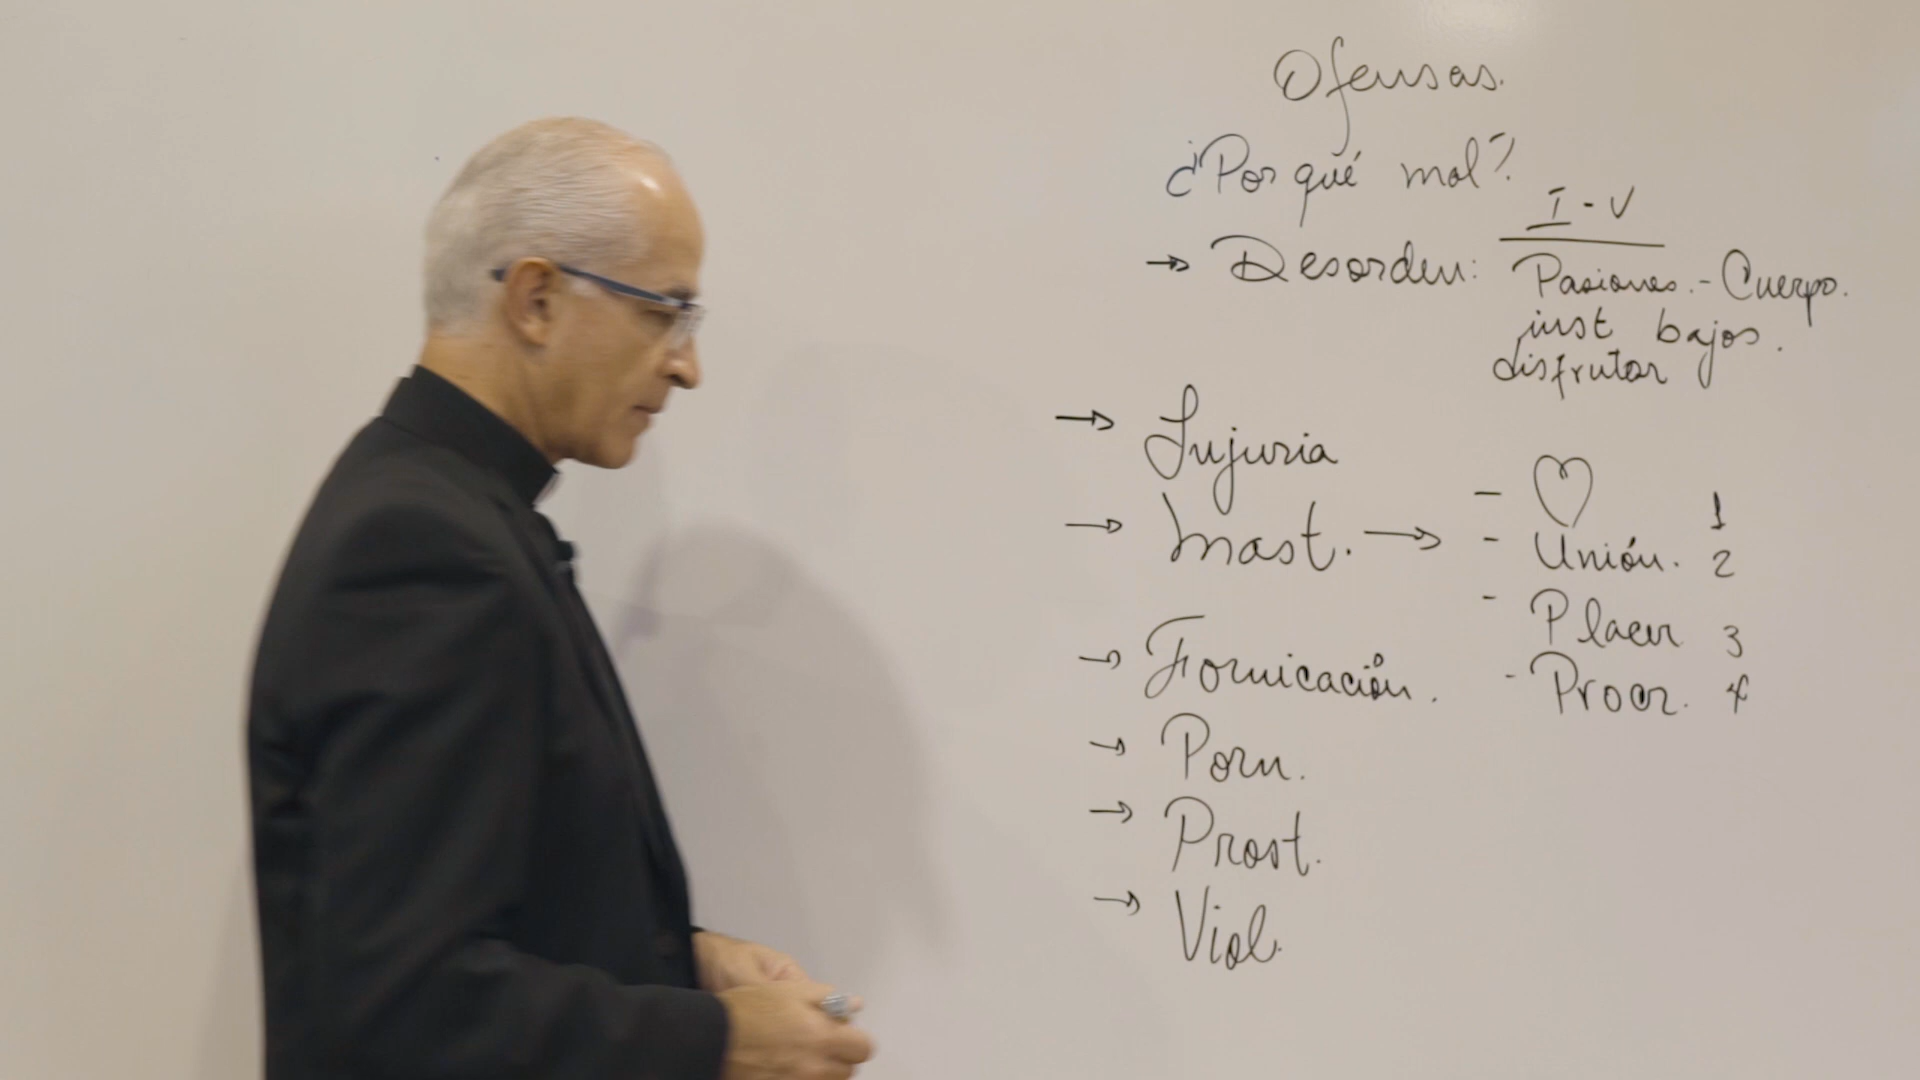 Ofensas.
¿Por qué mal?
I - V
→ Desorden: Pasiones. - Cuerpo.
inst bajos.
disfrutar
→ Lujuria
→ Mast. → - ♡ 1
- Unión. 2
- Placer 3
→ Fornicación. - Procr. 4
→ Porn.
→ Prost.
→ Viol.